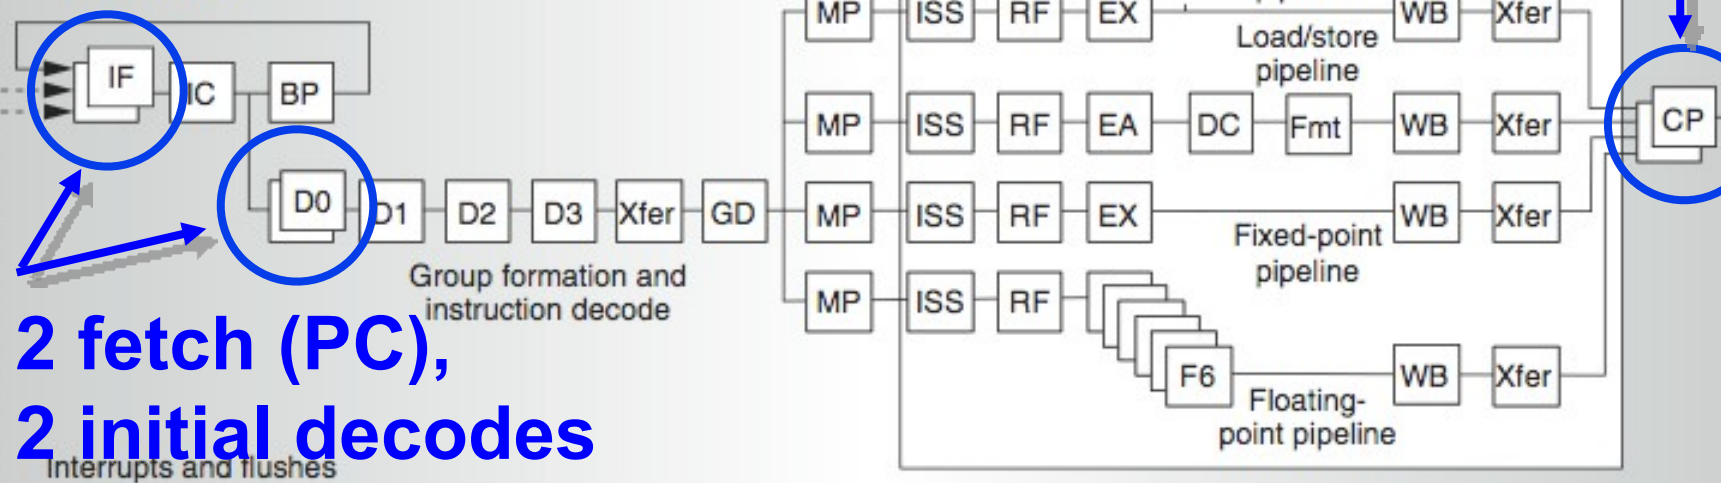 MP ISS RF EX WB Xfer
Load/store
pipeline
IF IC BP
MP ISS RF EA DC Fmt WB Xfer CP
D0 D1 D2 D3 Xfer GD MP ISS RF EX WB Xfer
Fixed-point
pipeline
Group formation and
instruction decode
MP ISS RF
F6 WB Xfer
Floating-
point pipeline
2 fetch (PC),
2 initial decodes
Interrupts and flushes